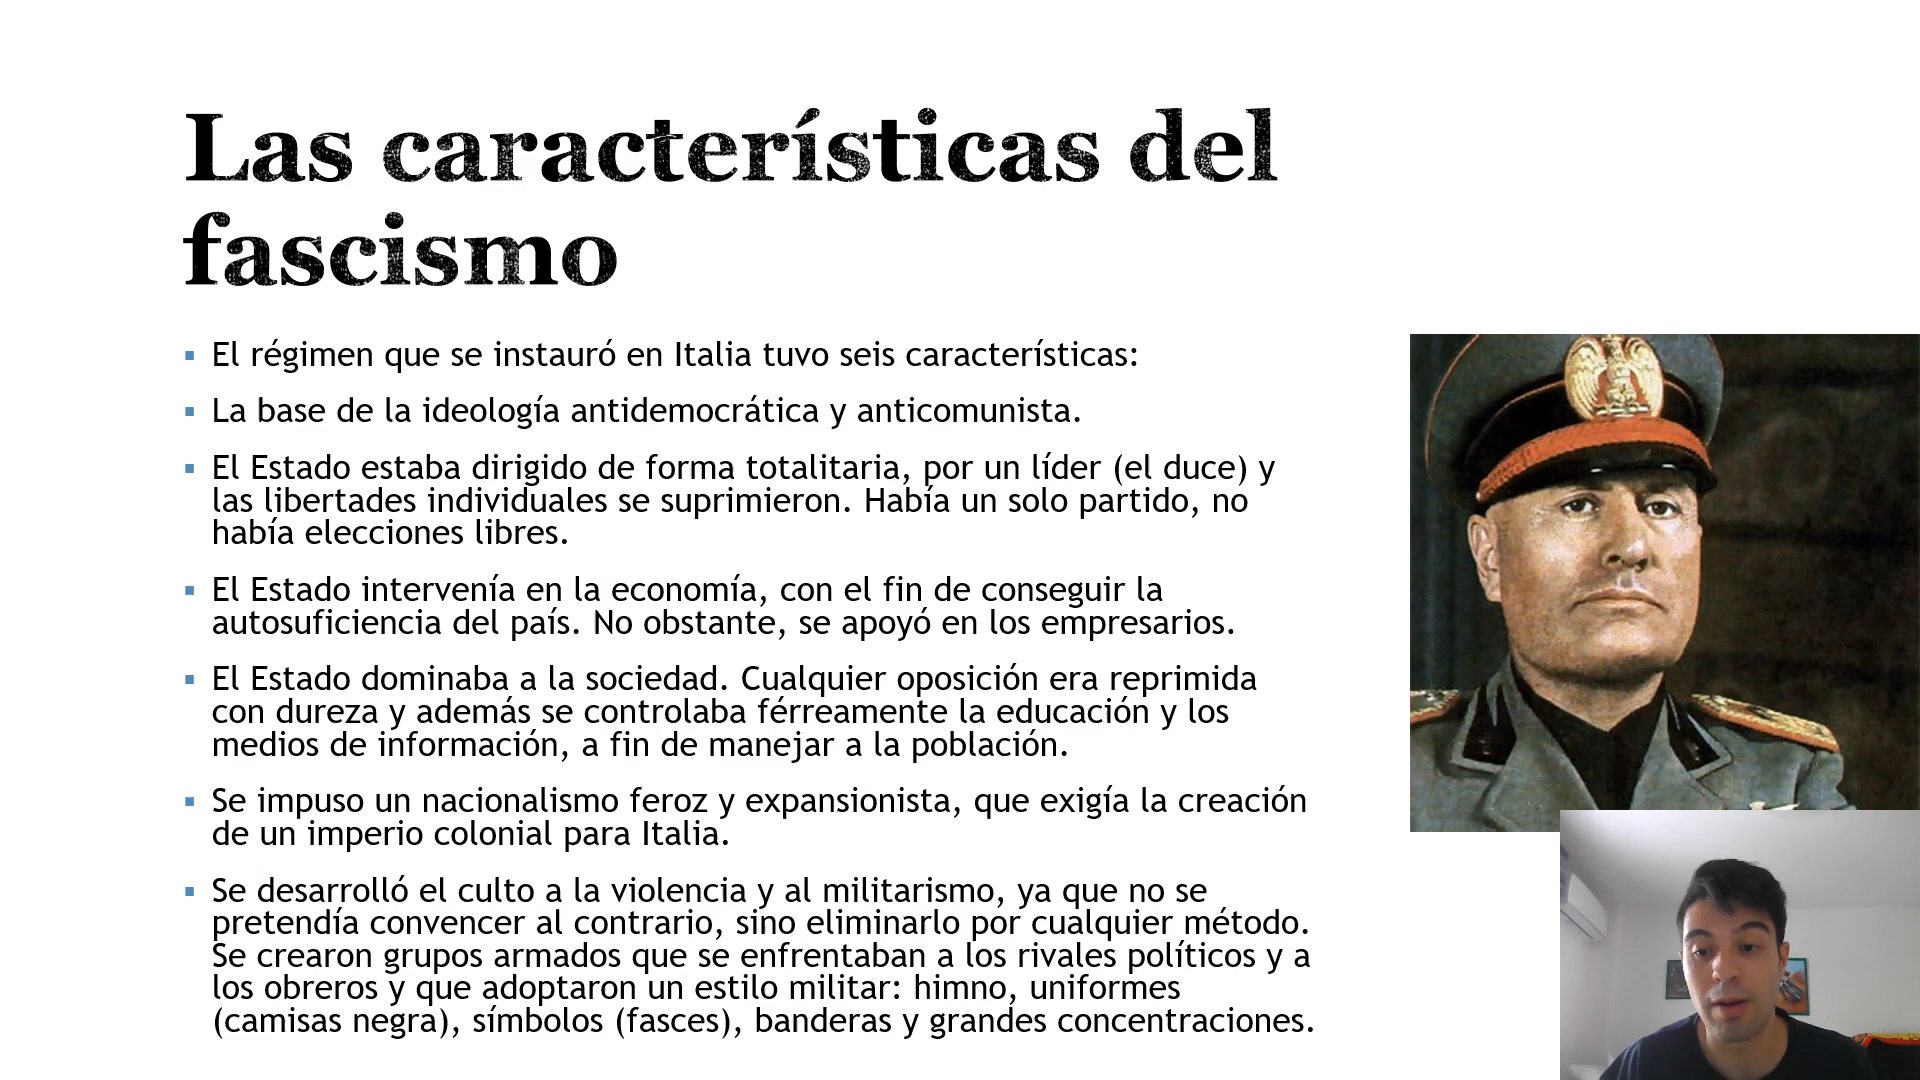 Las características del
fascismo
El régimen que se instauró en Italia tuvo seis características:
La base de la ideología antidemocrática y anticomunista.
El Estado estaba dirigido de forma totalitaria, por un líder (el duce) y
las libertades individuales se suprimieron. Había un solo partido, no
había elecciones libres.
El Estado intervenía en la economía, con el fin de conseguir la
autosuficiencia del país. No obstante, se apoyó en los empresarios.
El Estado dominaba a la sociedad. Cualquier oposición era reprimida
con dureza y además se controlaba férreamente la educación y los
medios de información, a fin de manejar a la población.
Se impuso un nacionalismo feroz y expansionista, que exigía la creación
de un imperio colonial para Italia.
Se desarrolló el culto a la violencia y al militarismo, ya que no se
pretendía convencer al contrario, sino eliminarlo por cualquier método.
Se crearon grupos armados que se enfrentaban a los rivales políticos y a
los obreros y que adoptaron un estilo militar: himno, uniformes
(camisas negra), símbolos (fasces), banderas y grandes concentraciones.